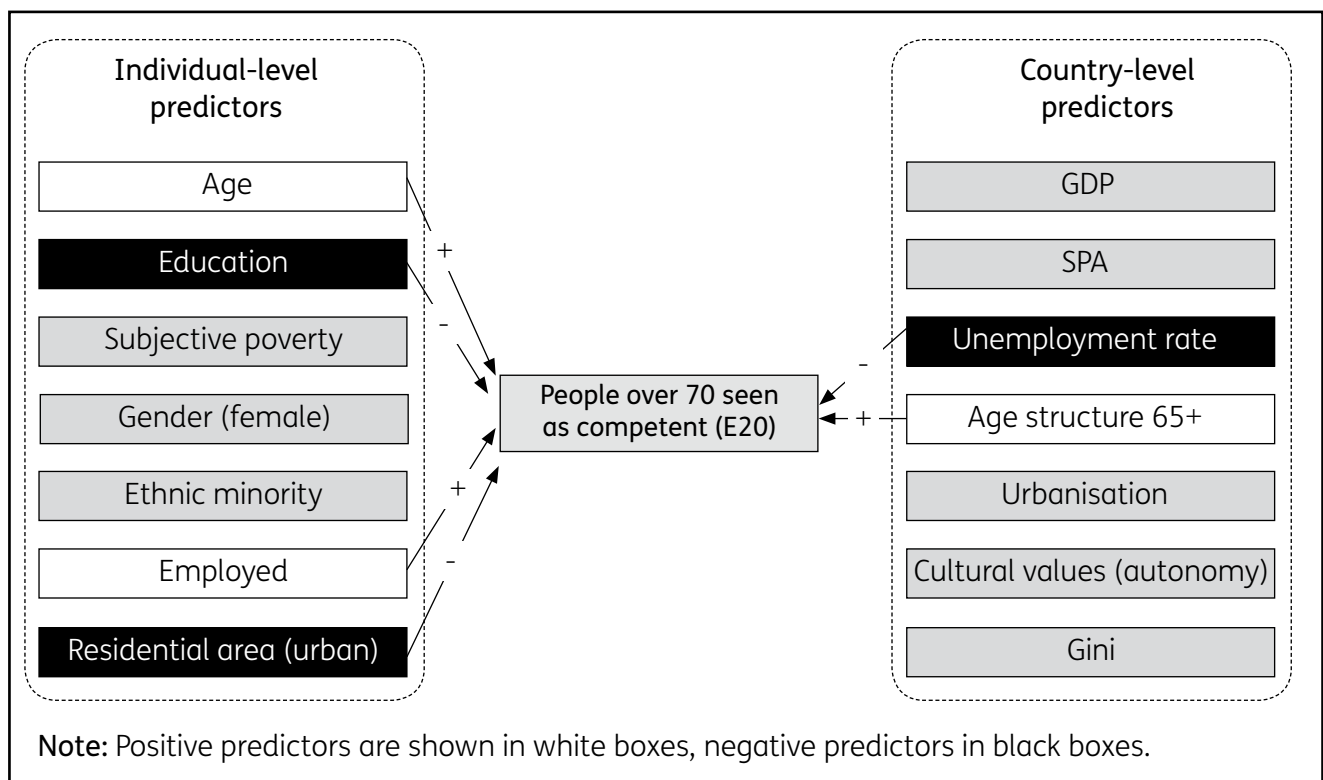 Individual-level
predictors
Age
Education
Subjective poverty
Gender (female)
Ethnic minority
Employed
Residential area (urban)
+
-
+
-
People over 70 seen
as competent (E20)
-
+
Country-level
predictors
GDP
SPA
Unemployment rate
Age structure 65+
Urbanisation
Cultural values (autonomy)
Gini
Note: Positive predictors are shown in white boxes, negative predictors in black boxes.